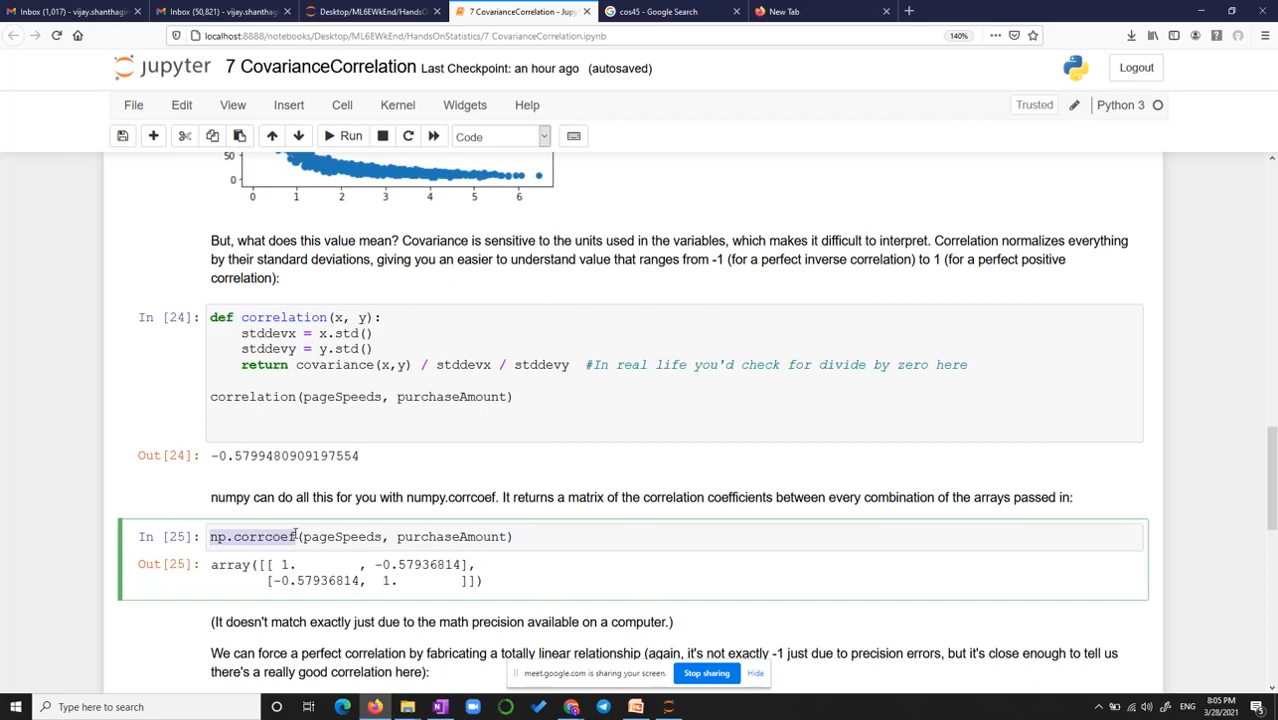 Inbox (1,017) - vijay.shanthagiri
Inbox (50,821) - vijay.shanthagir
Desktop/ML6EWkEnd/HandsOnStat
7 CovarianceCorrelation - Jupyte
cos45 - Google Search
New Tab
localhost:8888/notebooks/Desktop/ML6EWkEnd/HandsOnStatistics/7 CovarianceCorrelation.ipynb
140%
jupyter 7 CovarianceCorrelation Last Checkpoint: an hour ago (autosaved)
Logout
File Edit View Insert Cell Kernel Widgets Help
Trusted Python 3
Run Code
50
0
0 1 2 3 4 5 6
But, what does this value mean? Covariance is sensitive to the units used in the variables, which makes it difficult to interpret. Correlation normalizes everything
by their standard deviations, giving you an easier to understand value that ranges from -1 (for a perfect inverse correlation) to 1 (for a perfect positive
correlation):
In [24]: def correlation(x, y):
stddevx = x.std()
stddevy = y.std()
return covariance(x,y) / stddevx / stddevy #In real life you'd check for divide by zero here
correlation(pageSpeeds, purchaseAmount)
Out[24]: -0.5799480909197554
numpy can do all this for you with numpy.corrcoef. It returns a matrix of the correlation coefficients between every combination of the arrays passed in:
In [25]: np.corrcoef(pageSpeeds, purchaseAmount)
Out[25]: array([[ 1. , -0.57936814],
[-0.57936814, 1. ]])
(It doesn't match exactly just due to the math precision available on a computer.)
We can force a perfect correlation by fabricating a totally linear relationship (again, it's not exactly -1 just due to precision errors, but it's close enough to tell us
there's a really good correlation here):
meet.google.com is sharing your screen. Stop sharing Hide
Type here to search
8:05 PM
3/28/2021